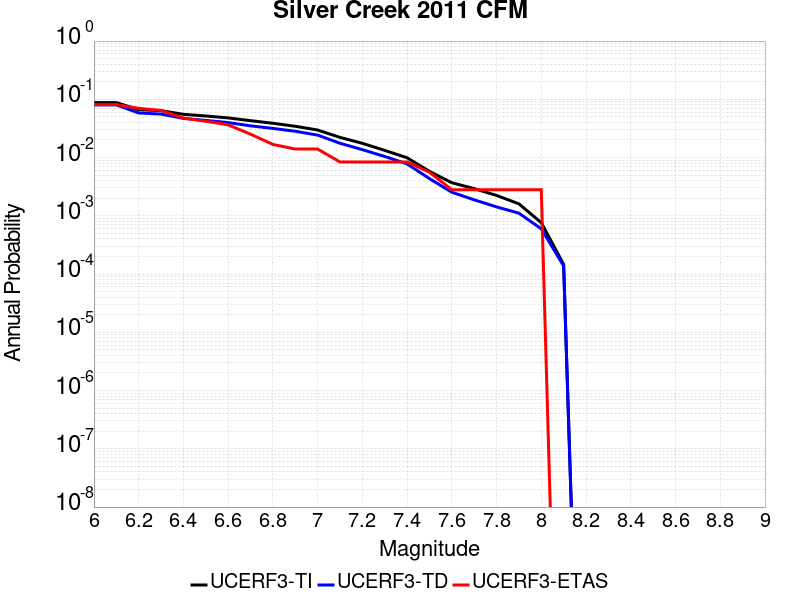 Silver Creek 2011 CFM
10^0
10^-1
10^-2
10^-3
10^-4
10^-5
10^-6
10^-7
10^-8
Annual Probability
6 6.2 6.4 6.6 6.8 7 7.2 7.4 7.6 7.8 8 8.2 8.4 8.6 8.8 9
Magnitude
UCERF3-TI UCERF3-TD UCERF3-ETAS